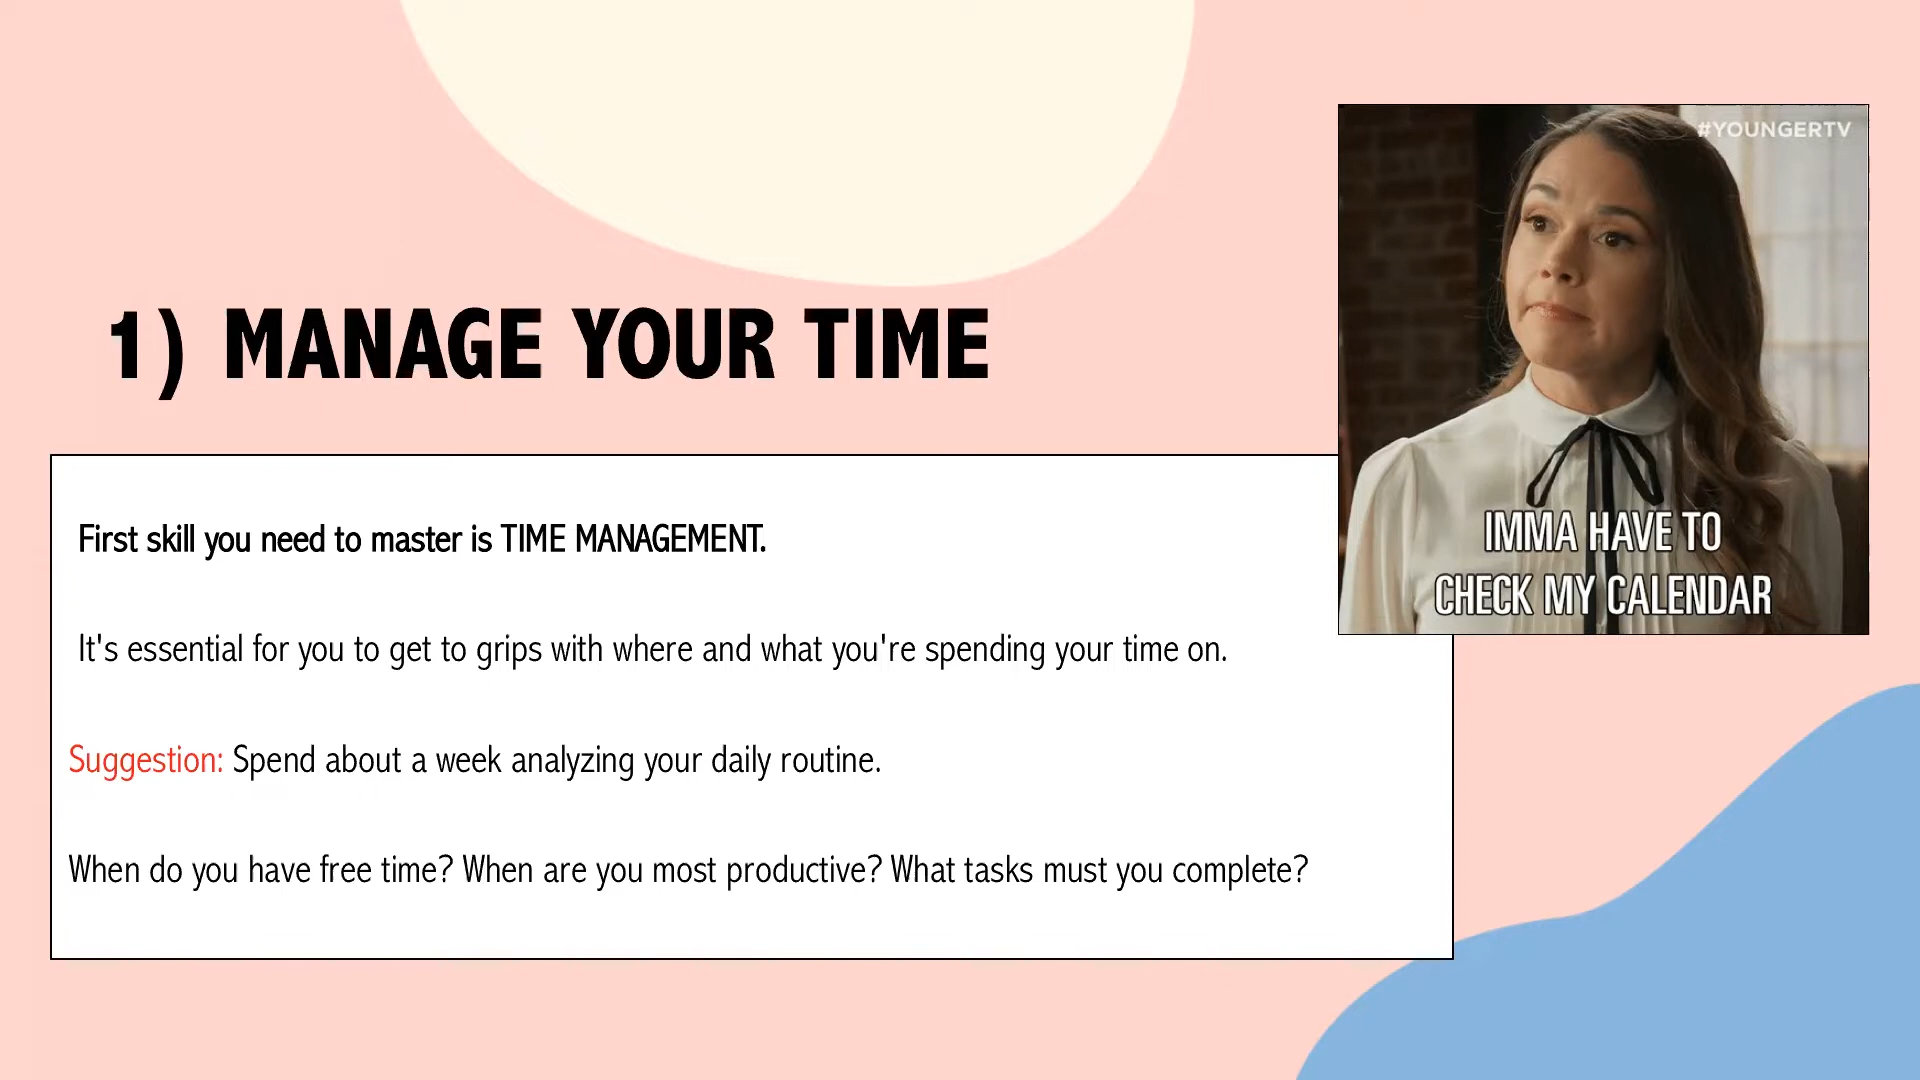 #YOUNGERTV
1) MANAGE YOUR TIME
IMMA HAVE TO
CHECK MY CALENDAR
First skill you need to master is TIME MANAGEMENT.
It's essential for you to get to grips with where and what you're spending your time on.
Suggestion: Spend about a week analyzing your daily routine.
When do you have free time? When are you most productive? What tasks must you complete?